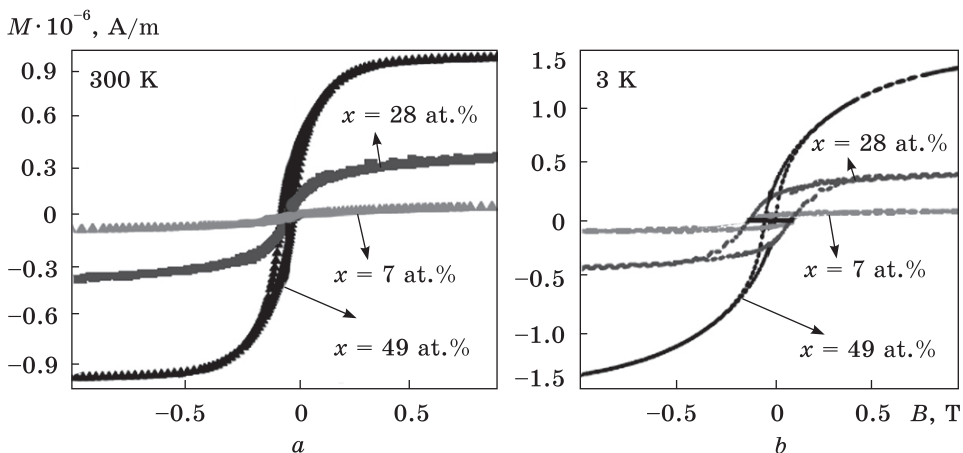 M·10⁻⁶, A/m
300 K
0.9
0.6
0.3
0
−0.3
−0.6
−0.9
x = 28 at.%
x = 7 at.%
x = 49 at.%
−0.5 0 0.5
a
3 K
1.5
1.0
0.5
0
−0.5
−1.0
−1.5
x = 28 at.%
x = 7 at.%
x = 49 at.%
−0.5 0 0.5 B, T
b